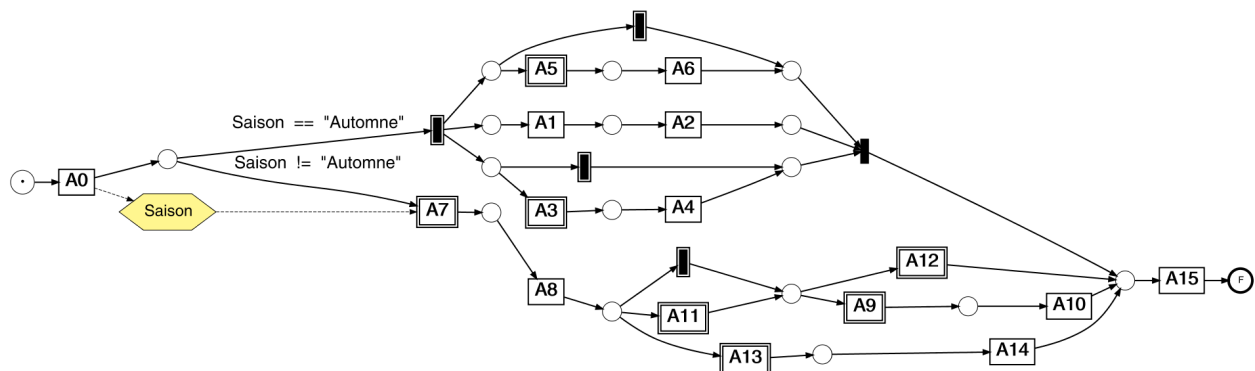 A5
A6
Saison == "Automne"
A1
A2
Saison != "Automne"
A0
Saison
A7
A3
A4
A12
A8
A9
A10
A15
F
A11
A13
A14